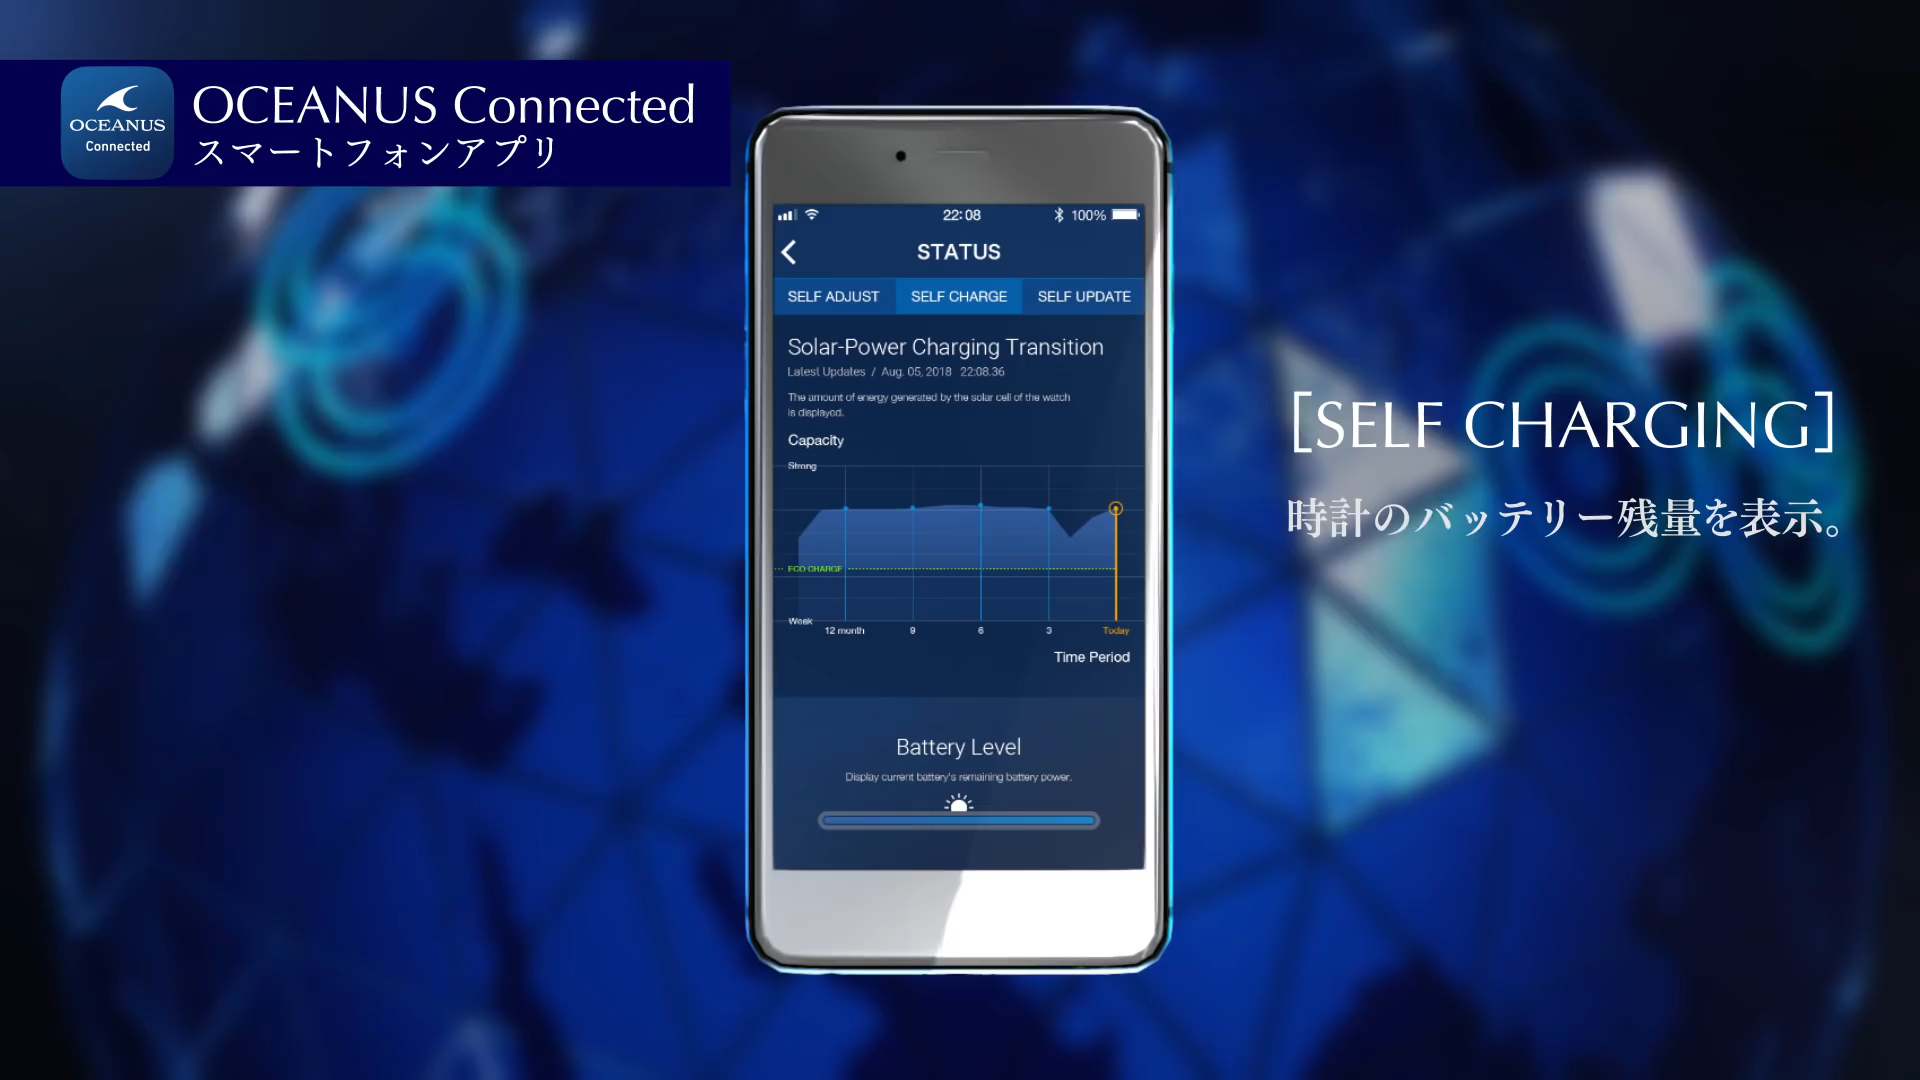 OCEANUS
Connected
OCEANUS Connected
スマートフォンアプリ
22:08
100%
STATUS
SELF ADJUST
SELF CHARGE
SELF UPDATE
Solar-Power Charging Transition
Latest Updates / Aug. 05, 2018 22:08.36
The amount of energy generated by the solar cell of the watch
is displayed.
Capacity
Strong
ECO CHARGE
Weak
12 month 9 6 3 Today
Time Period
Battery Level
Display current battery's remaining battery power.
[SELF CHARGING]
時計のバッテリー残量を表示。